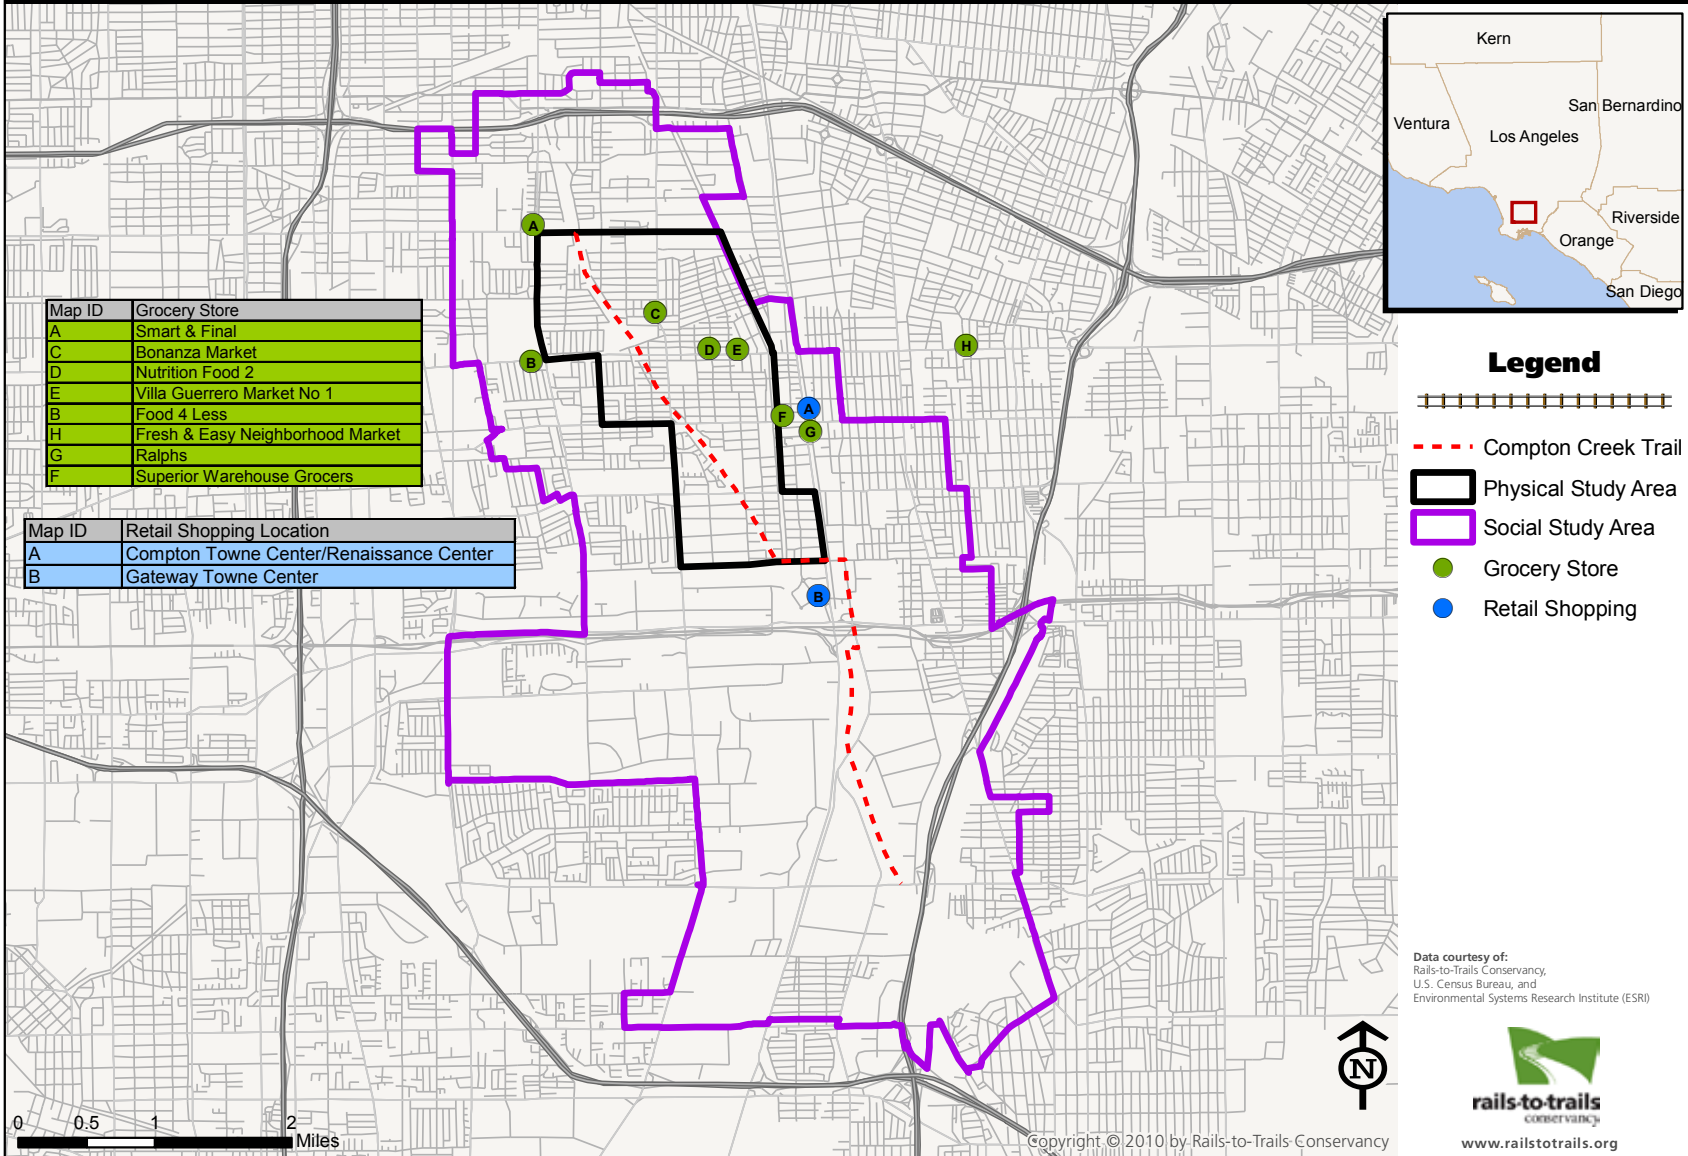 Kern
San Bernardino
Ventura
Los Angeles
Riverside
Orange
San Diego
A
C
D
E
B
H
F
A
G
B
Map ID Grocery Store
A Smart & Final
C Bonanza Market
D Nutrition Food 2
E Villa Guerrero Market No 1
B Food 4 Less
H Fresh & Easy Neighborhood Market
G Ralphs
F Superior Warehouse Grocers
Map ID Retail Shopping Location
A Compton Towne Center/Renaissance Center
B Gateway Towne Center
Legend
Compton Creek Trail
Physical Study Area
Social Study Area
Grocery Store
Retail Shopping
Data courtesy of:
Rails-to-Trails Conservancy,
U.S. Census Bureau, and
Environmental Systems Research Institute (ESRI)
N
rails-to-trails
conservancy
www.railstotrails.org
0 0.5 1 2
Miles
Copyright © 2010 by Rails-to-Trails Conservancy